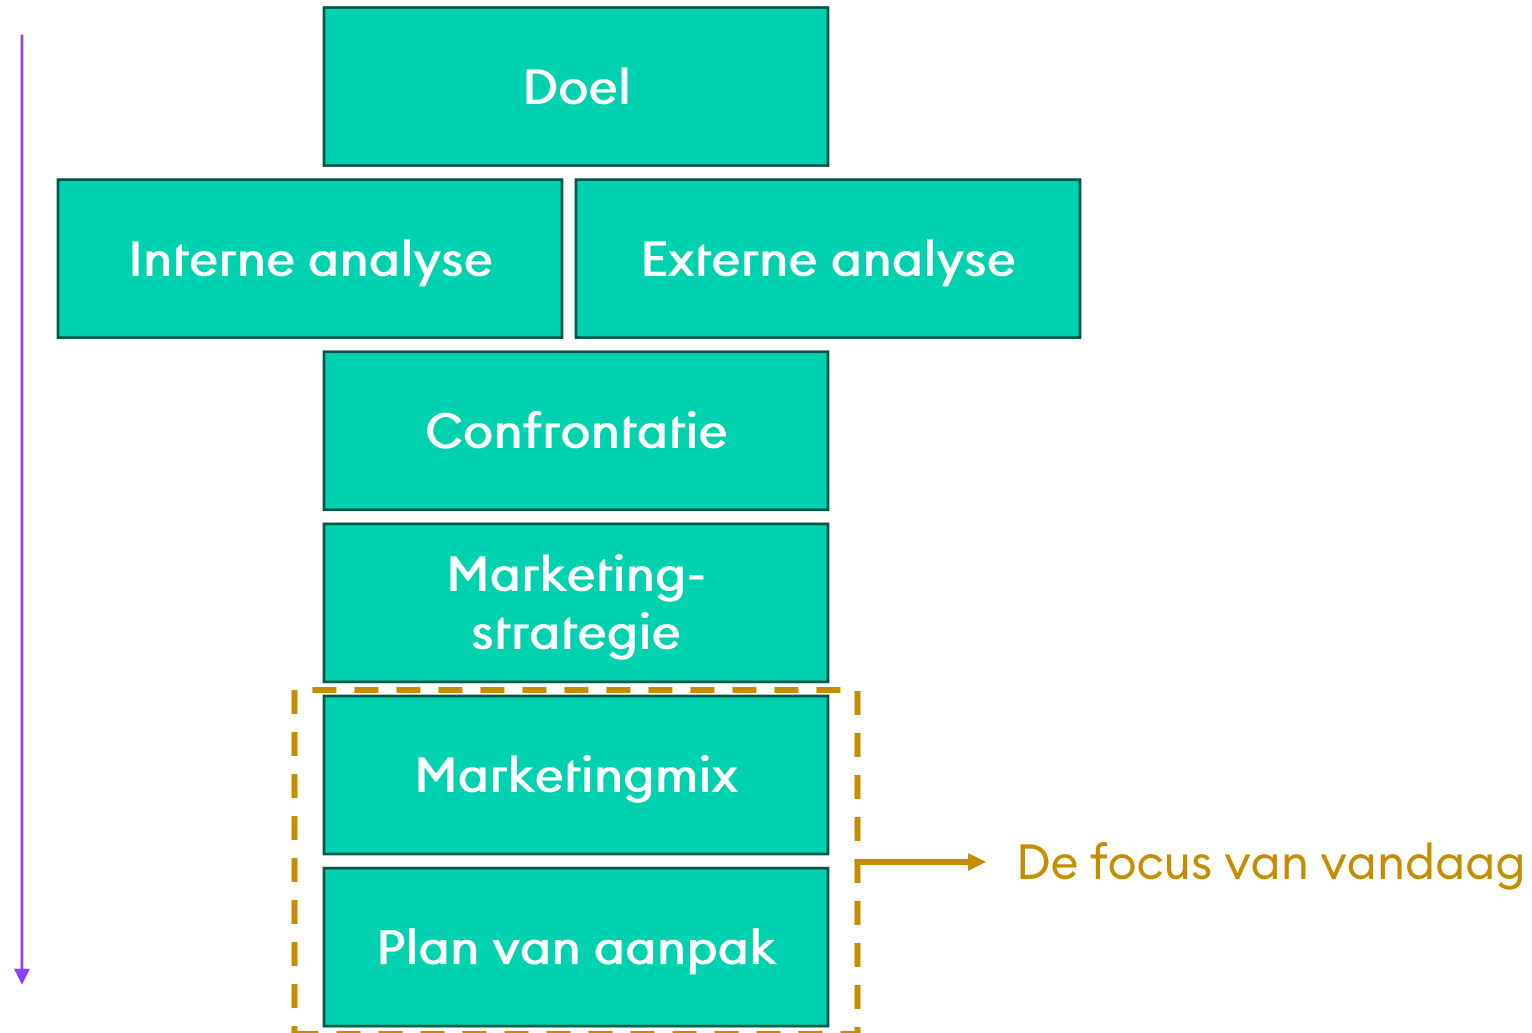 Doel
Interne analyse
Externe analyse
Confrontatie
Marketing-
strategie
Marketingmix
De focus van vandaag
Plan van aanpak